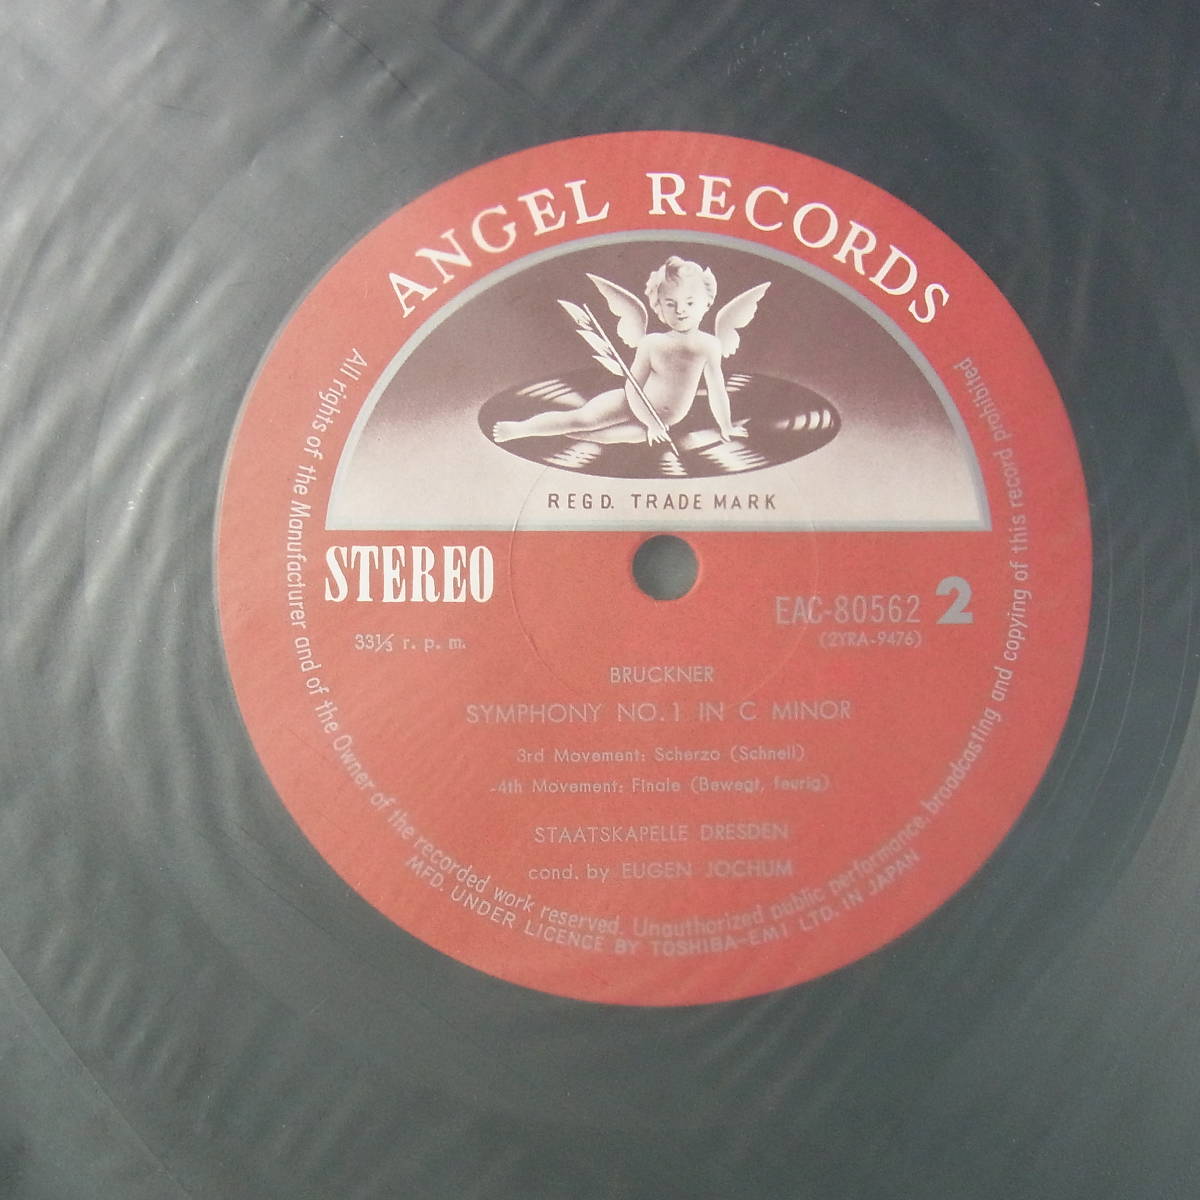 ANGEL RECORDS
REGD. TRADE MARK
STEREO
33⅓ r. p. m.
EAC-80562 2
(2YRA-9476)
BRUCKNER
SYMPHONY NO.1 IN C MINOR
3rd Movement: Scherzo (Schnell)
-4th Movement: Finale (Bewegt, feurig)
STAATSKAPELLE DRESDEN
cond. by EUGEN JOCHUM
All rights of the Manufacturer and of the Owner of the recorded work reserved. Unauthorized public performance, broadcasting and copying of this record prohibited
MFD. UNDER LICENCE BY TOSHIBA-EMI LTD. IN JAPAN